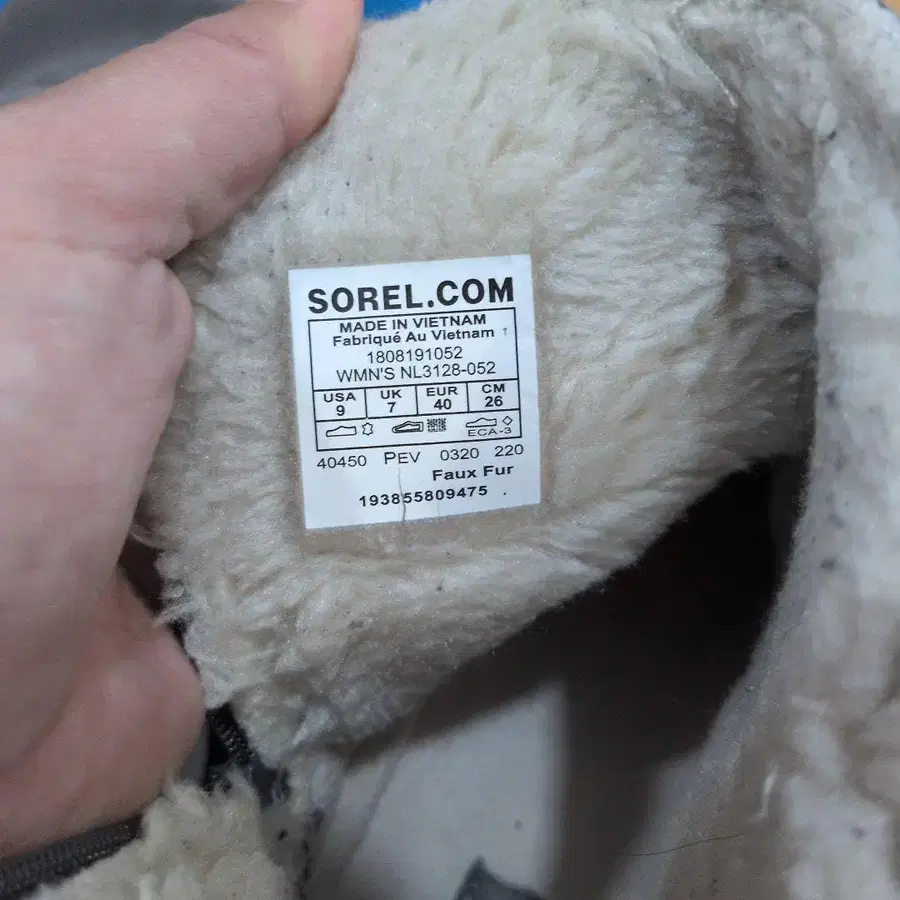 SOREL.COM
MADE IN VIETNAM
Fabriqué Au Vietnam
1808191052
WMN'S NL3128-052
USA UK EUR CM
9 7 40 26
ECA-3
40450 PEV 0320 220
Faux Fur
193855809475